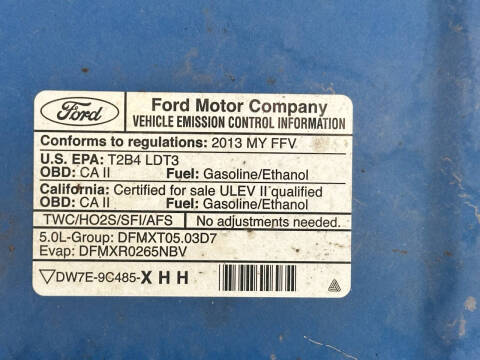 Ford
Ford Motor Company
VEHICLE EMISSION CONTROL INFORMATION
Conforms to regulations: 2013 MY FFV
U.S. EPA: T2B4 LDT3
OBD: CA II Fuel: Gasoline/Ethanol
California: Certified for sale ULEV II qualified
OBD: CA II Fuel: Gasoline/Ethanol
TWC/HO2S/SFI/AFS No adjustments needed.
5.0L-Group: DFMXT05.03D7
Evap: DFMXR0265NBV
▽DW7E-9C485-XHH